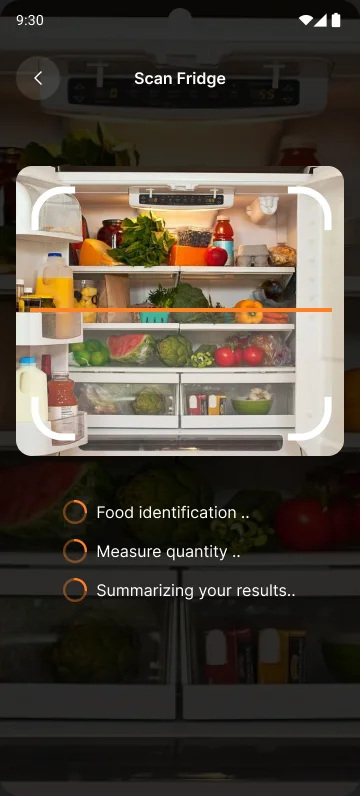 9:30
Scan Fridge
Food identification ..
Measure quantity ..
Summarizing your results..